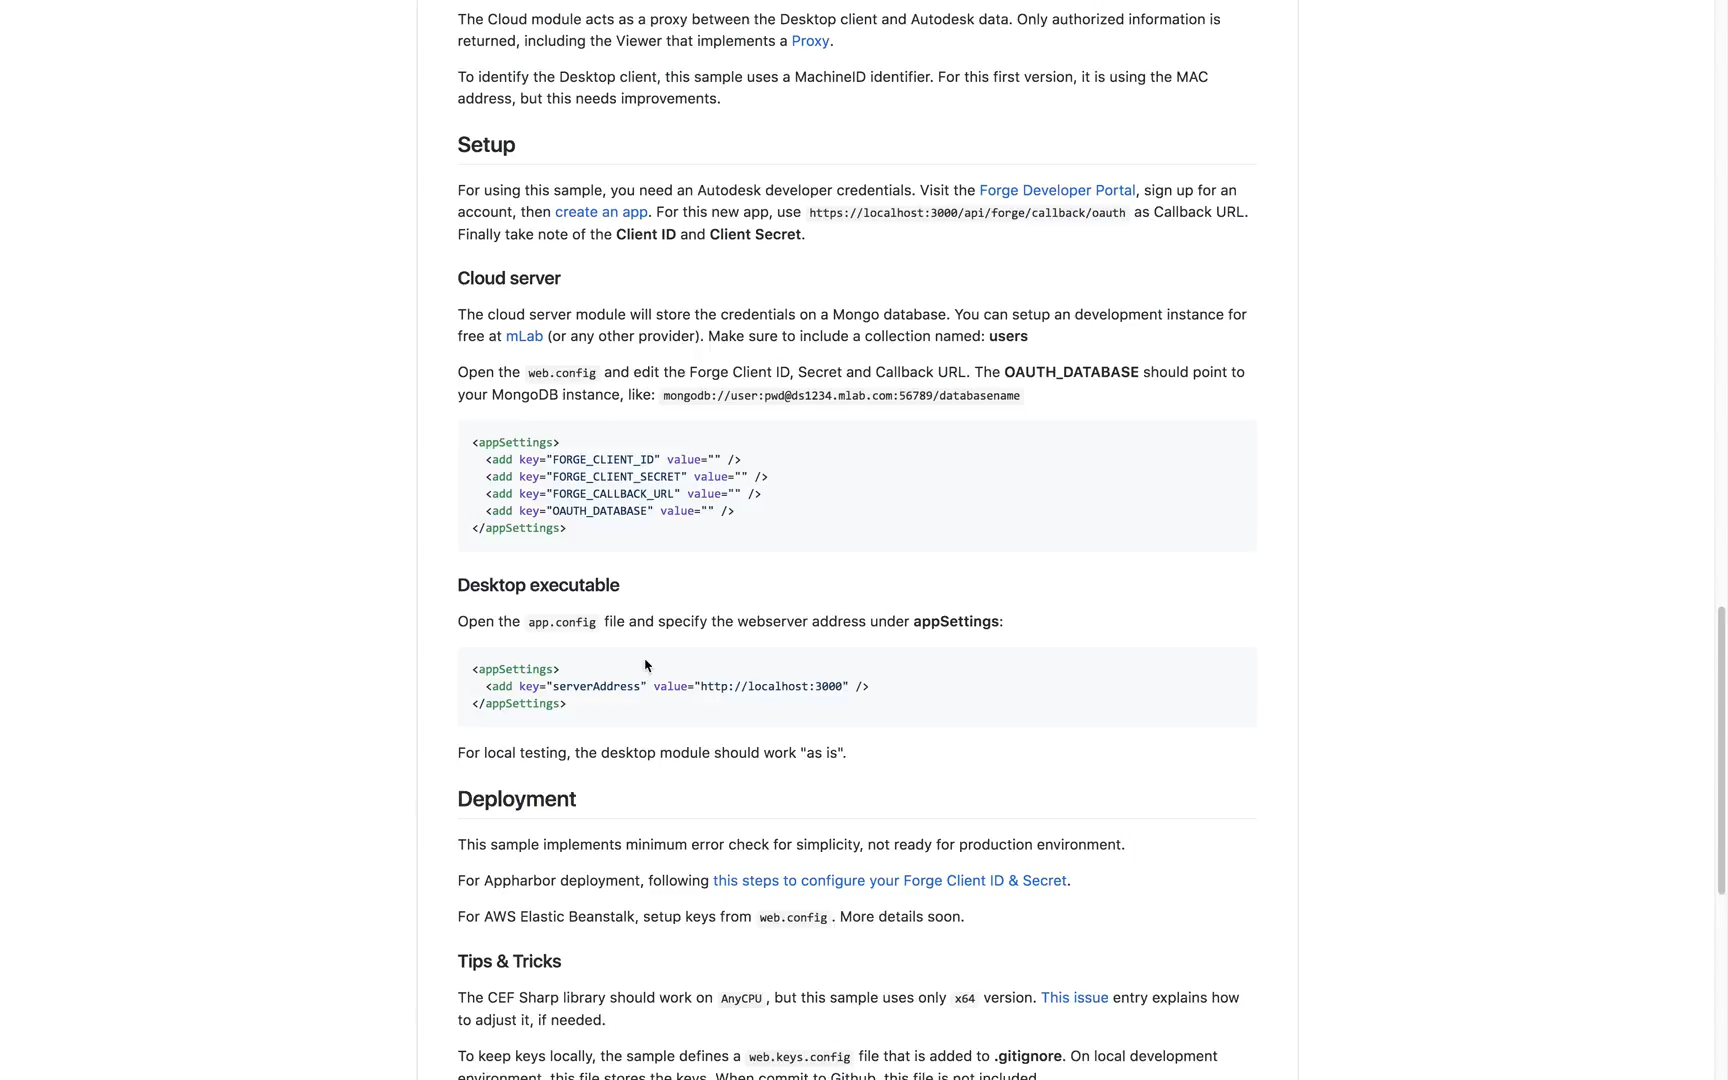 The Cloud module acts as a proxy between the Desktop client and Autodesk data. Only authorized information is
returned, including the Viewer that implements a Proxy.
To identify the Desktop client, this sample uses a MachineID identifier. For this first version, it is using the MAC
address, but this needs improvements.
Setup
For using this sample, you need an Autodesk developer credentials. Visit the Forge Developer Portal, sign up for an
account, then create an app. For this new app, use https://localhost:3000/api/forge/callback/oauth as Callback URL.
Finally take note of the Client ID and Client Secret.
Cloud server
The cloud server module will store the credentials on a Mongo database. You can setup an development instance for
free at mLab (or any other provider). Make sure to include a collection named: users
Open the web.config and edit the Forge Client ID, Secret and Callback URL. The OAUTH_DATABASE should point to
your MongoDB instance, like: mongodb://user:pwd@ds1234.mlab.com:56789/databasename
<appSettings>
<add key="FORGE_CLIENT_ID" value="" />
<add key="FORGE_CLIENT_SECRET" value="" />
<add key="FORGE_CALLBACK_URL" value="" />
<add key="OAUTH_DATABASE" value="" />
</appSettings>
Desktop executable
Open the app.config file and specify the webserver address under appSettings:
<appSettings>
<add key="serverAddress" value="http://localhost:3000" />
</appSettings>
For local testing, the desktop module should work "as is".
Deployment
This sample implements minimum error check for simplicity, not ready for production environment.
For Appharbor deployment, following this steps to configure your Forge Client ID & Secret.
For AWS Elastic Beanstalk, setup keys from web.config. More details soon.
Tips & Tricks
The CEF Sharp library should work on AnyCPU, but this sample uses only x64 version. This issue entry explains how
to adjust it, if needed.
To keep keys locally, the sample defines a web.keys.config file that is added to .gitignore. On local development
environment, this file stores the keys. When commit to Github, this file is not included.